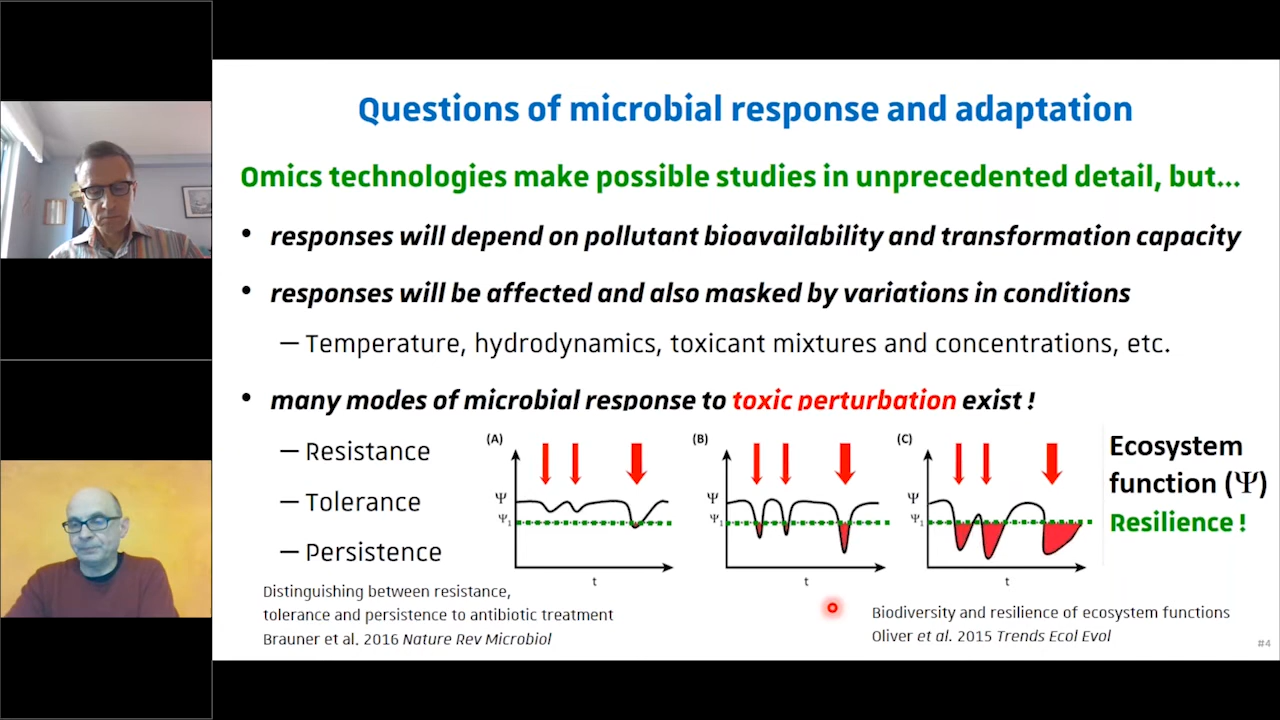 Questions of microbial response and adaptation
Omics technologies make possible studies in unprecedented detail, but...
• responses will depend on pollutant bioavailability and transformation capacity
• responses will be affected and also masked by variations in conditions
— Temperature, hydrodynamics, toxicant mixtures and concentrations, etc.
• many modes of microbial response to toxic perturbation exist !
— Resistance
— Tolerance
— Persistence
(A)
Ψ
Ψ1
t
(B)
Ψ
Ψ1
t
(C)
Ψ
Ψ1
t
Ecosystem
function (Ψ)
Resilience !
Distinguishing between resistance,
tolerance and persistence to antibiotic treatment
Brauner et al. 2016 Nature Rev Microbiol
Biodiversity and resilience of ecosystem functions
Oliver et al. 2015 Trends Ecol Evol
#4